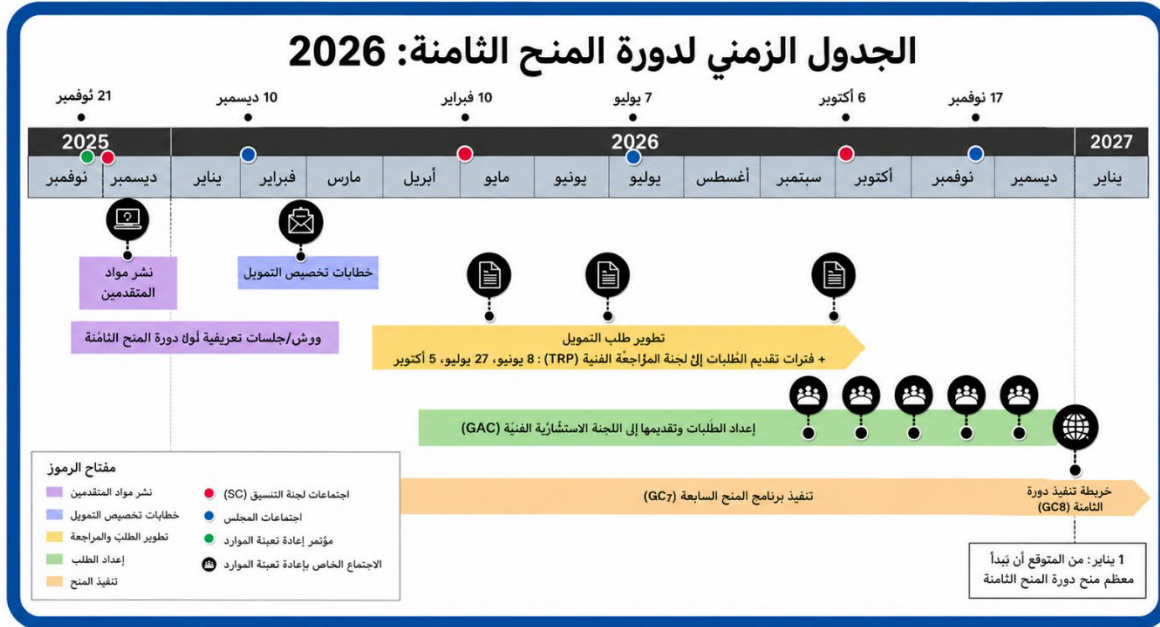 الجدول الزمني لدورة المنح الثامنة: 2026
21 ئوفمبر
10 ديسمبر
10 فبراير
7 يوليو
6 أكتوبر
17 نوفمبر
2025
2026
2027
نوفمبر
ديسمبر
يناير
فبراير
مارس
أبريل
مايو
يونيو
يوليو
أغسطس
سبتمبر
أكتوبر
نوفمبر
ديسمبر
يناير
نشر مواد
المتقدمين
خطابات تخصيص التمويل
وورش/جلسات تعريفية لدورة المنح الثامنة
تطوير طلب التمويل
+ فترات تقديم الطلبات إلى لجنة المراجعة الفنية (TRP) : 8 يونيو، 27 يوليو، 5 أكتوبر
إعداد الطلبات وتقديمها إلى اللجنة الاستشارية الفنية (GAC)
تنفيذ برنامج المنح السابعة (GC7)
خريطة تنفيذ دورة
الثامنة (GC8)
1 يناير : من المتوقع أن تبدأ
معظم منح دورة المنح الثامنة
مفتاح الرموز
اجتماعات لجنة التنسيق (SC)
اجتماعات المجلس
مؤتمر إعادة تعبئة الموارد
الاجتماع الخاص بإعادة تعبئة الموارد
نشر مواد المتقدمين
خطابات تخصيص التمويل
تطوير الطلب والمراجعة
إعداد الطلب
تنفيذ المنح